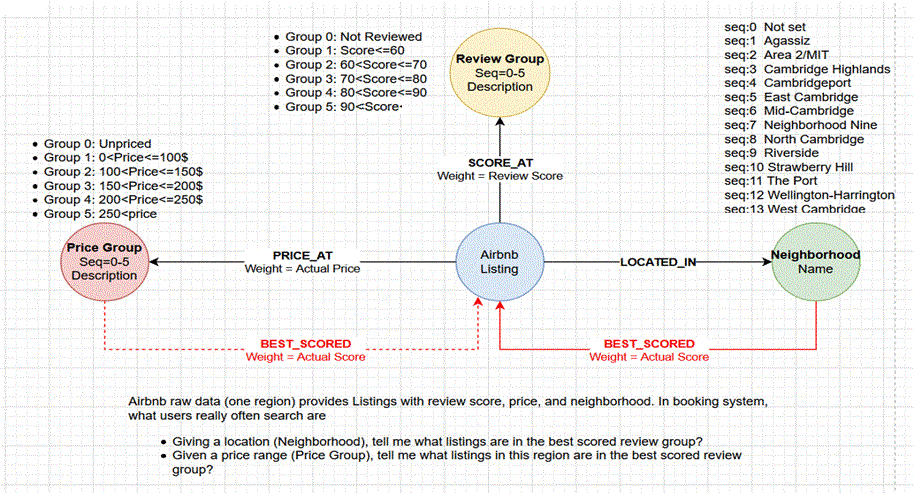 Group 0: Not Reviewed
Group 1: Score<=60
Group 2: 60<Score<=70
Group 3: 70<Score<=80
Group 4: 80<Score<=90
Group 5: 90<Score
Review Group
Seq=0-5
Description
seq:0 Not set
seq:1 Agassiz
seq:2 Area 2/MIT
seq:3 Cambridge Highlands
seq:4 Cambridgeport
seq:5 East Cambridge
seq:6 Mid-Cambridge
seq:7 Neighborhood Nine
seq:8 North Cambridge
seq:9 Riverside
seq:10 Strawberry Hill
seq:11 The Port
seq:12 Wellington-Harrington
seq:13 West Cambridge
Group 0: Unpriced
Group 1: 0<Price<=100$
Group 2: 100<Price<=150$
Group 3: 150<Price<=200$
Group 4: 200<Price<=250$
Group 5: 250<price
SCORE_AT
Weight = Review Score
Price Group
Seq=0-5
Description
PRICE_AT
Weight = Actual Price
Airbnb
Listing
LOCATED_IN
Neighborhood
Name
BEST_SCORED
Weight = Actual Score
BEST_SCORED
Weight = Actual Score
Airbnb raw data (one region) provides Listings with review score, price, and neighborhood. In booking system,
what users really often search are
Giving a location (Neighborhood), tell me what listings are in the best scored review group?
Given a price range (Price Group), tell me what listings in this region are in the best scored review
group?